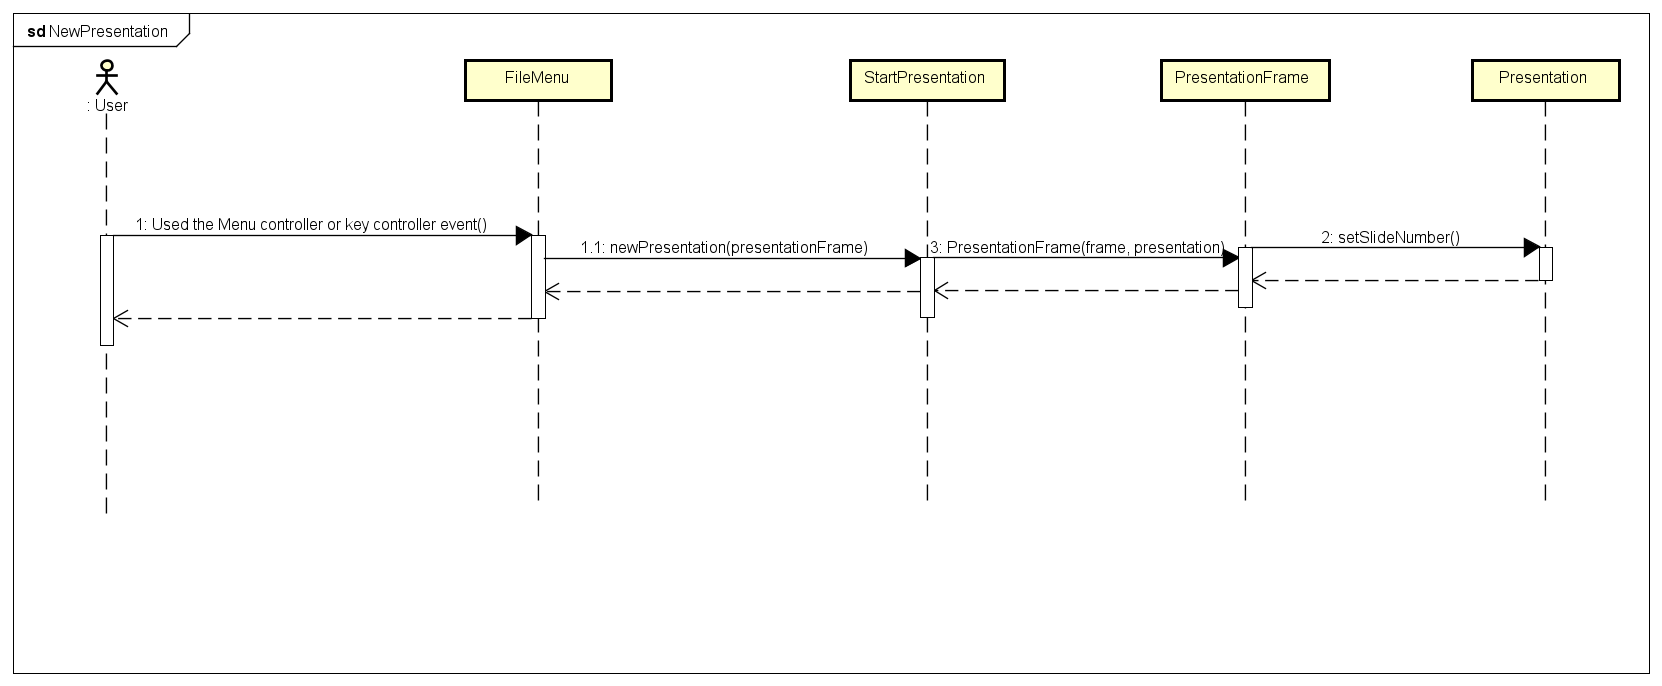 sd NewPresentation
: User
FileMenu
StartPresentation
PresentationFrame
Presentation
1: Used the Menu controller or key controller event()
1.1: newPresentation(presentationFrame)
3: PresentationFrame(frame, presentation)
2: setSlideNumber()